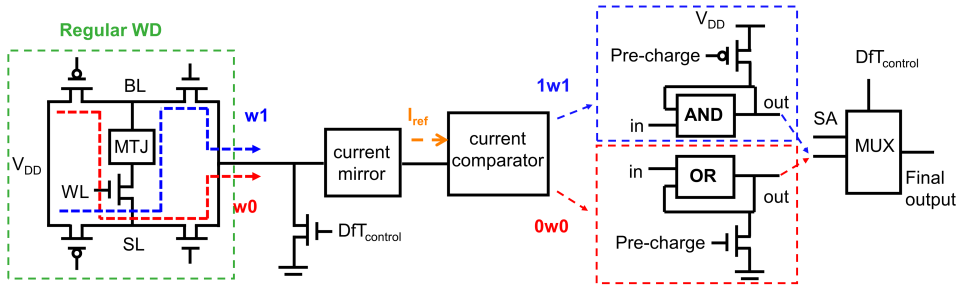 Regular WD
BL
w1
MTJ
V_DD
WL
w0
SL
I_ref
current
mirror
current
comparator
DfT_control
1w1
0w0
V_DD
Pre-charge
AND
out
in
in
OR
out
Pre-charge
DfT_control
SA
MUX
Final
output